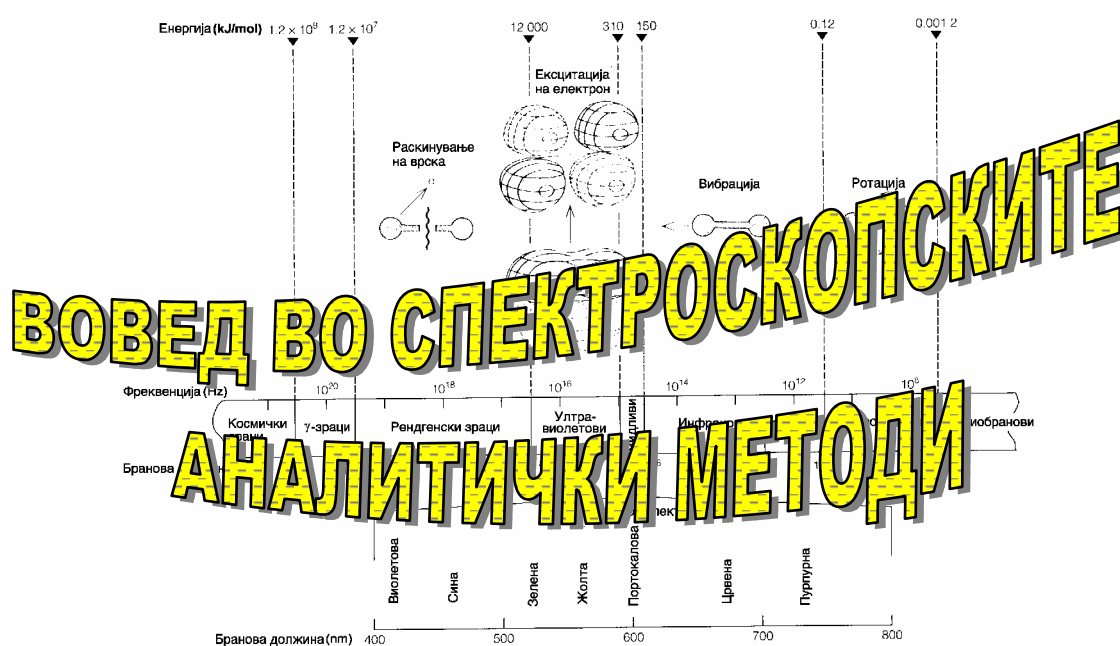 Енергија (kJ/mol) 1.2 × 10⁹ 1.2 × 10⁷ 12 000 310 150 0.12 0.001 2
Ексцитација
на електрон
Раскинување
на врска
Вибрација
Ротација
ВОВЕД ВО СПЕКТРОСКОПСКИТЕ
Фреквенција (Hz) 10²⁰ 10¹⁸ 10¹⁶ 10¹⁴ 10¹² 10⁸
Космички γ-зраци Рендгенски зраци Ултра-
виолетови
Бранова
АНАЛИТИЧКИ МЕТОДИ
Виолетова Сина Зелена Жолта Портокалова Црвена Пурпурна
Бранова должина (nm) 400 500 600 700 800